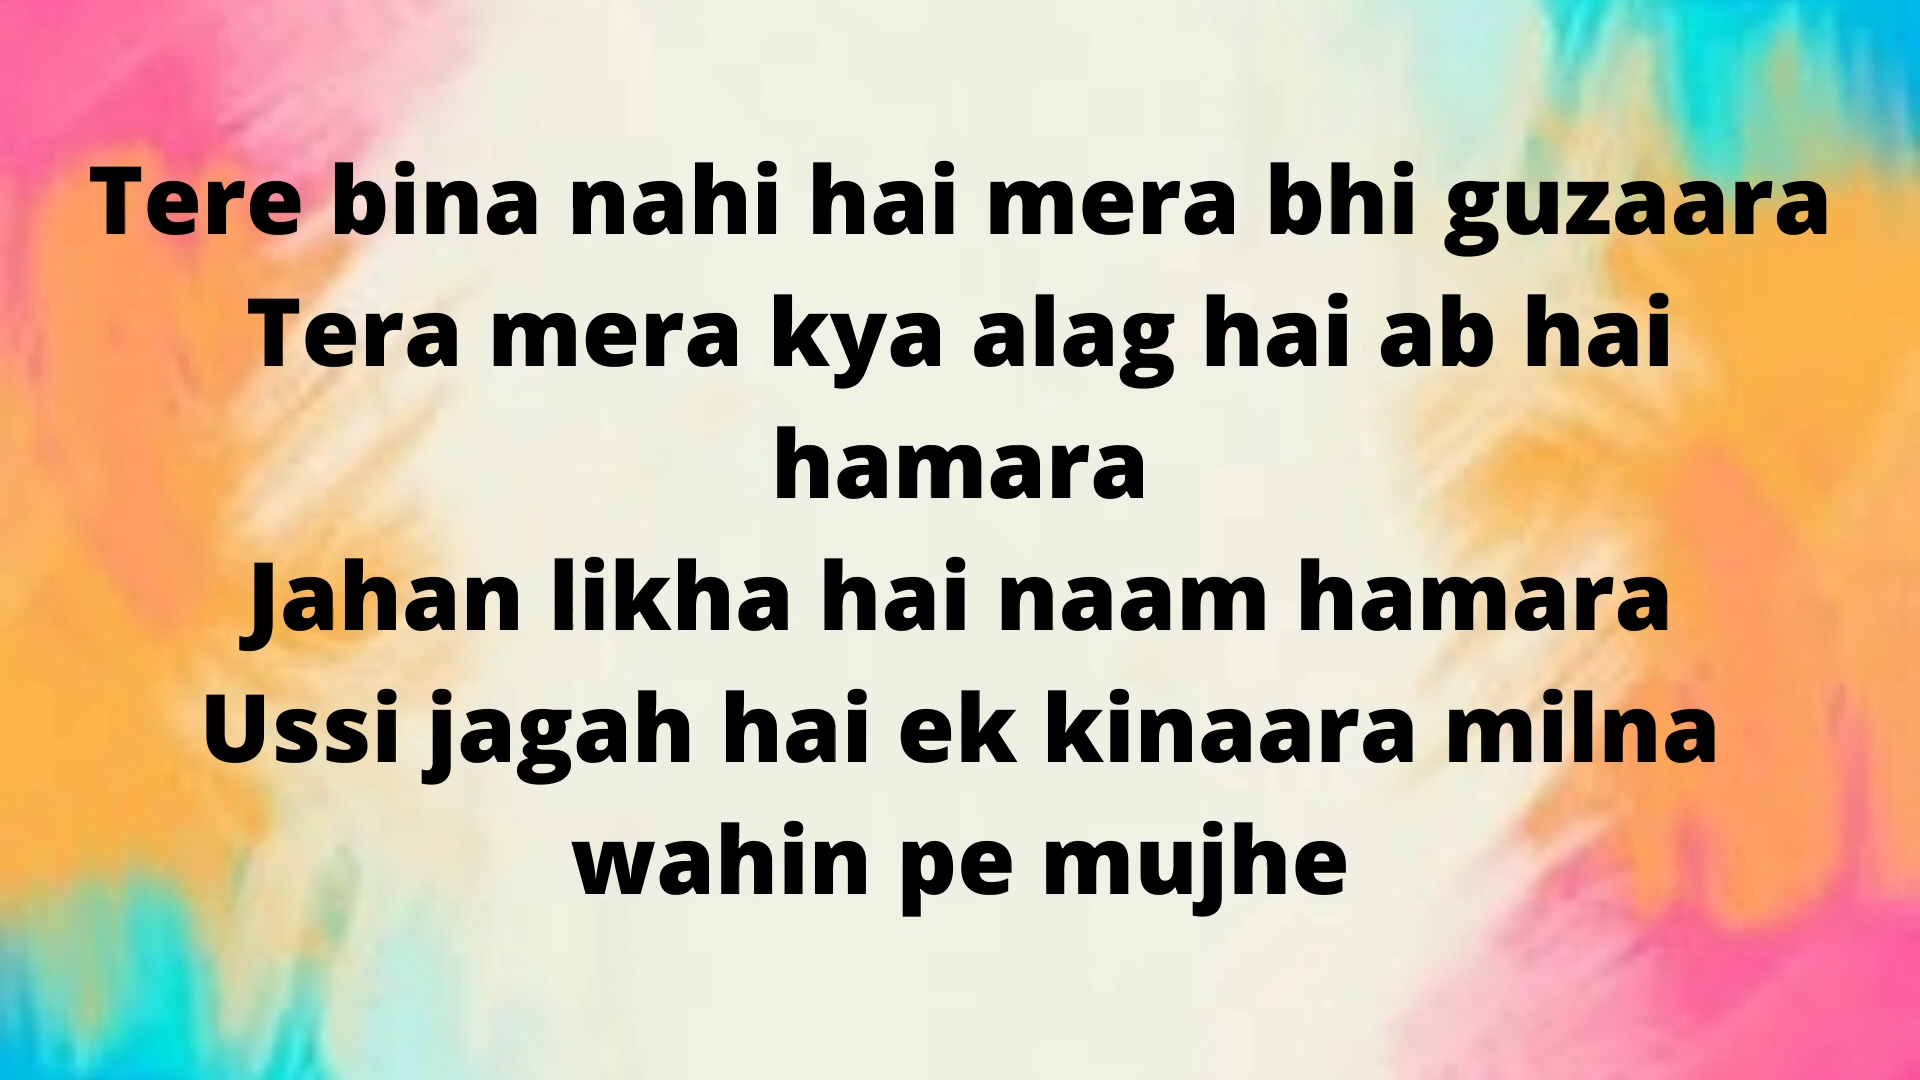 Tere bina nahi hai mera bhi guzaara
Tera mera kya alag hai ab hai
hamara
Jahan likha hai naam hamara
Ussi jagah hai ek kinaara milna
wahin pe mujhe